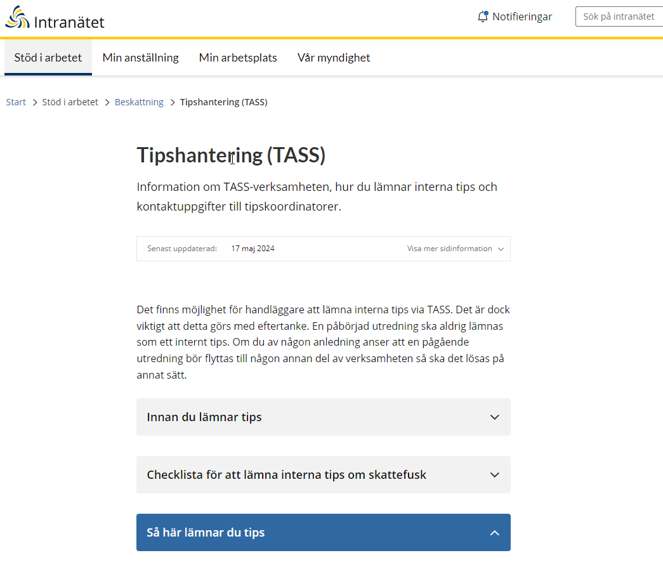 Intranätet
Notifieringar
Sök på intranätet
Stöd i arbetet Min anställning Min arbetsplats Vår myndighet
Start > Stöd i arbetet > Beskattning > Tipshantering (TASS)
Tipshantering (TASS)
Information om TASS-verksamheten, hur du lämnar interna tips och
kontaktuppgifter till tipskoordinatorer.
Senast uppdaterad: 17 maj 2024 Visa mer sidinformation
Det finns möjlighet för handläggare att lämna interna tips via TASS. Det är dock
viktigt att detta görs med eftertanke. En påbörjad utredning ska aldrig lämnas
som ett internt tips. Om du av någon anledning anser att en pågående
utredning bör flyttas till någon annan del av verksamheten så ska det lösas på
annat sätt.
Innan du lämnar tips
Checklista för att lämna interna tips om skattefusk
Så här lämnar du tips